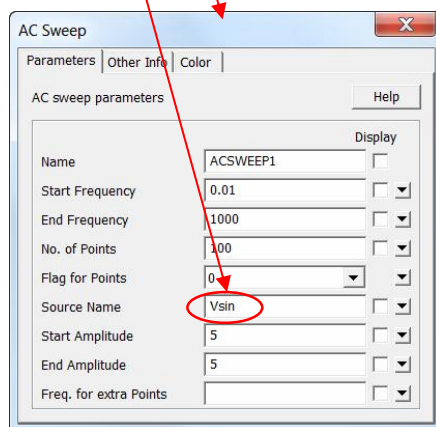 AC Sweep
Parameters Other Info Color
AC sweep parameters Help
Display
Name ACSWEEP1
Start Frequency 0.01
End Frequency 1000
No. of Points 100
Flag for Points 0
Source Name Vsin
Start Amplitude 5
End Amplitude 5
Freq. for extra Points